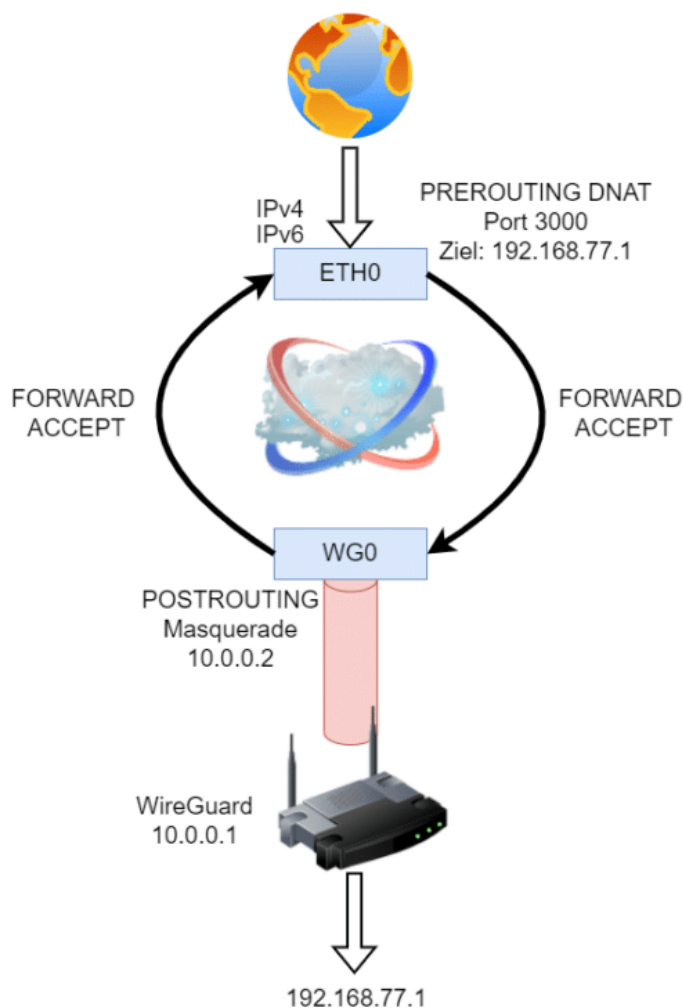 IPv4
IPv6
PREROUTING DNAT
Port 3000
Ziel: 192.168.77.1
ETH0
FORWARD
ACCEPT
FORWARD
ACCEPT
WG0
POSTROUTING
Masquerade
10.0.0.2
WireGuard
10.0.0.1
192.168.77.1